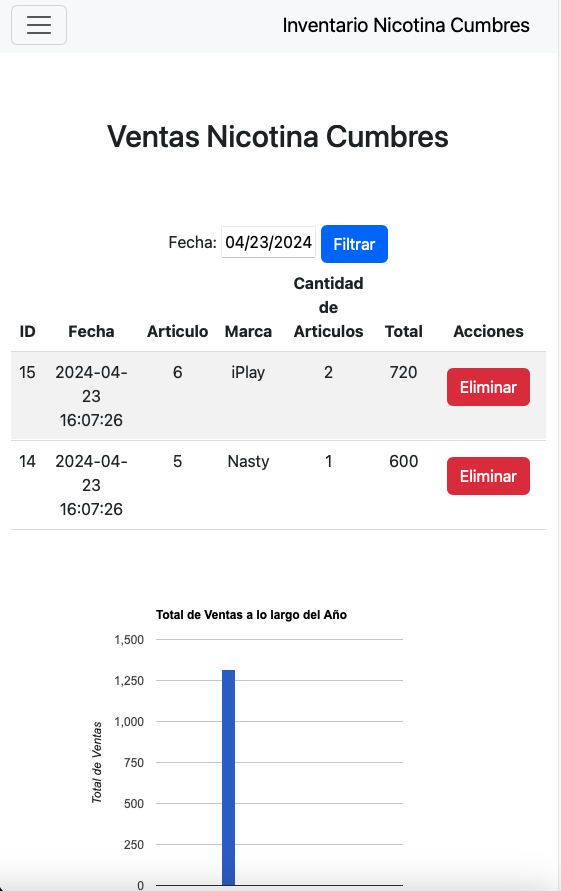 Inventario Nicotina Cumbres
Ventas Nicotina Cumbres
Fecha: 04/23/2024 Filtrar
ID Fecha Articulo Marca Cantidad de Articulos Total Acciones
15 2024-04-23 16:07:26 6 iPlay 2 720 Eliminar
14 2024-04-23 16:07:26 5 Nasty 1 600 Eliminar
Total de Ventas a lo largo del Año
Total de Ventas
1,500
1,250
1,000
750
500
250
0